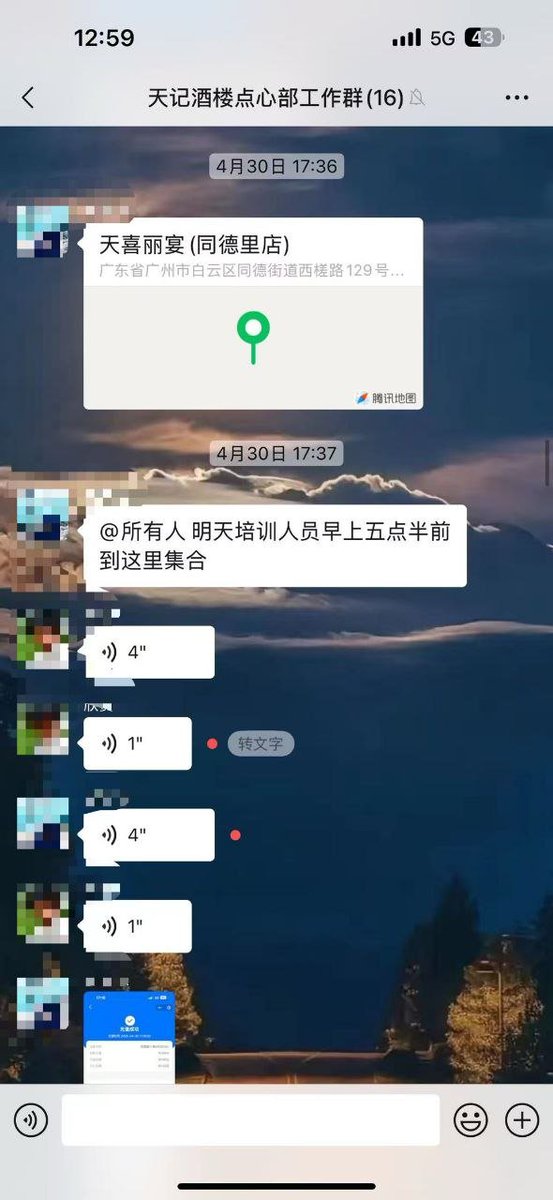 12:59
5G
43
天记酒楼点心部工作群(16)
4月30日 17:36
天喜丽宴(同德里店)
广东省广州市白云区同德街道西槎路129号...
腾讯地图
4月30日 17:37
@所有人 明天培训人员早上五点半前
到这里集合
4"
1"
转文字
4"
1"
充值成功